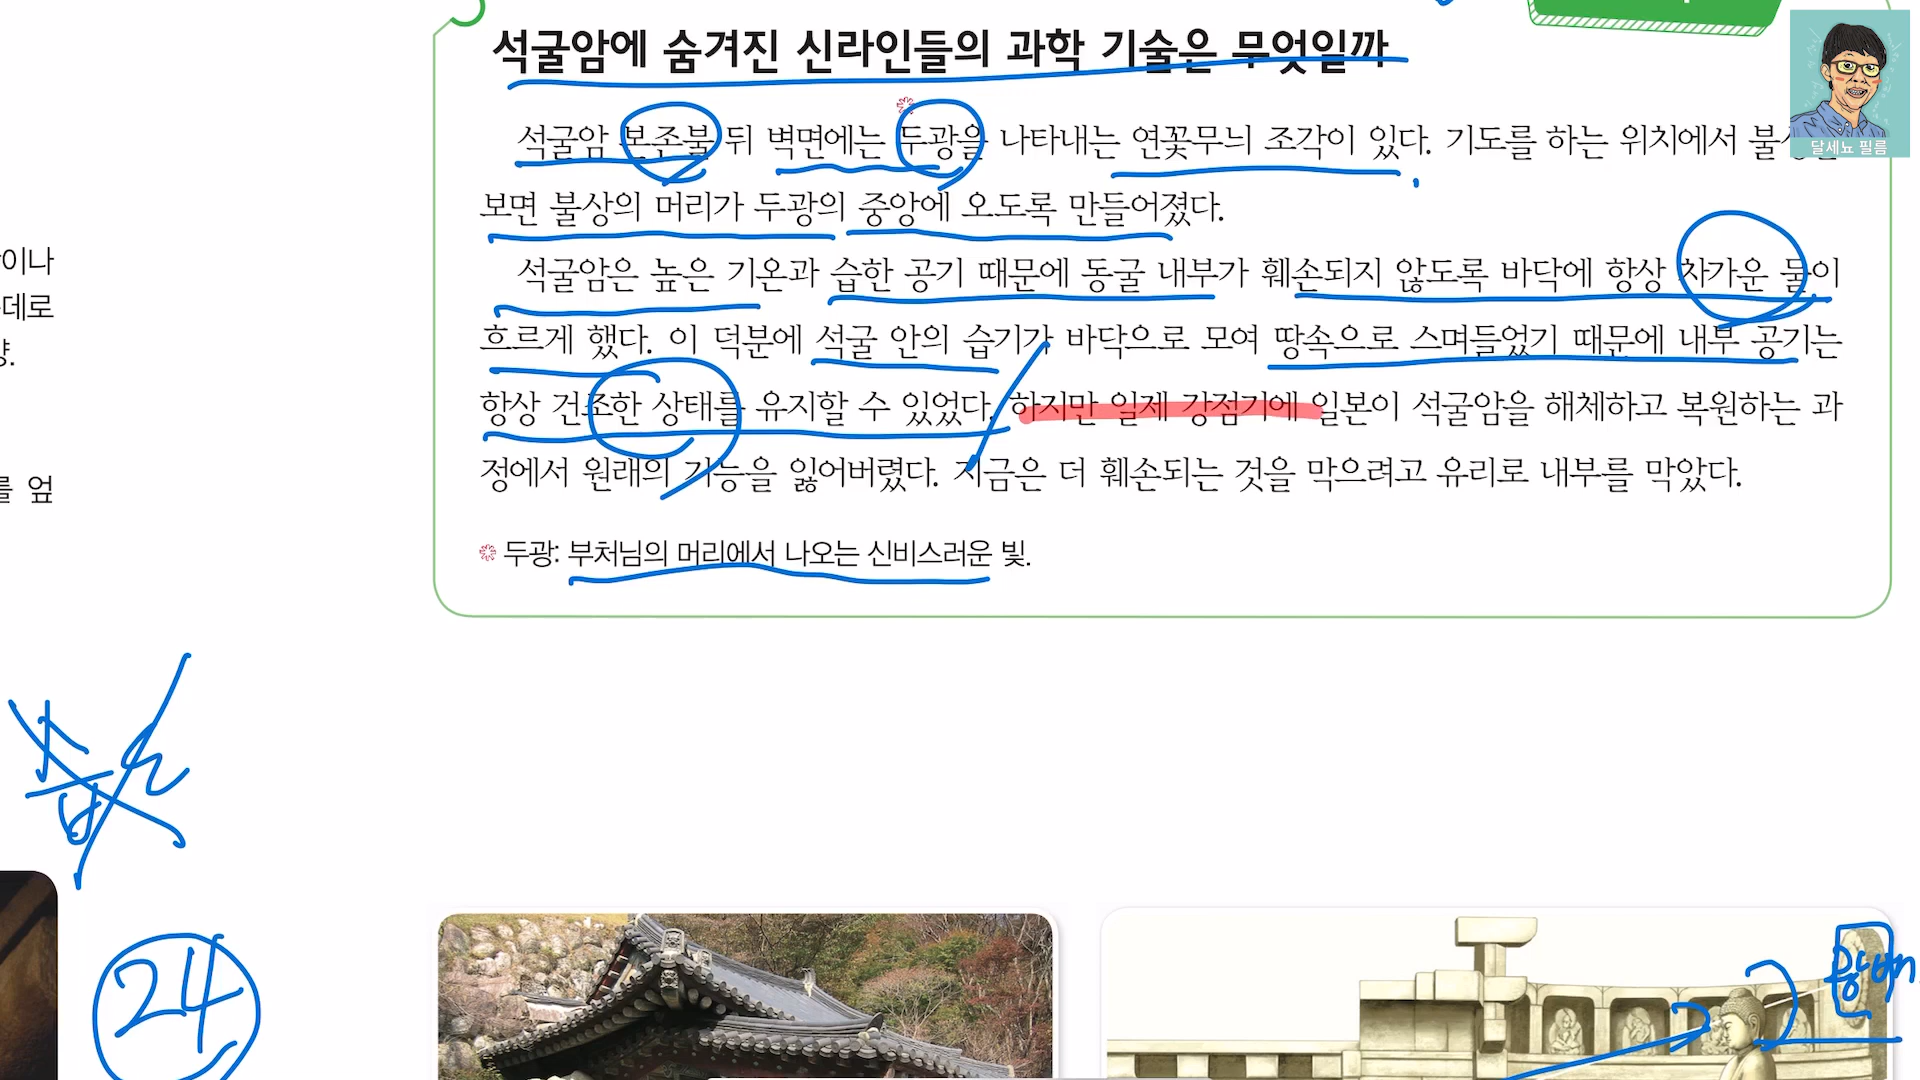 석굴암에 숨겨진 신라인들의 과학 기술은 무엇일까
달세뇨 필름
석굴암 본존불 뒤 벽면에는 두광을 나타내는 연꽃무늬 조각이 있다. 기도를 하는 위치에서
보면 불상의 머리가 두광의 중앙에 오도록 만들어졌다.
석굴암은 높은 기온과 습한 공기 때문에 동굴 내부가 훼손되지 않도록 바닥에 항상 차가운 물이
흐르게 했다. 이 덕분에 석굴 안의 습기가 바닥으로 모여 땅속으로 스며들었기 때문에 내부 공기는
항상 건조한 상태를 유지할 수 있었다. 하지만 일제 강점기에 일본이 석굴암을 해체하고 복원하는 과
정에서 원래의 기능을 잃어버렸다. 지금은 더 훼손되는 것을 막으려고 유리로 내부를 막았다.
두광: 부처님의 머리에서 나오는 신비스러운 빛.
이나
데로
를 엎
24
광배